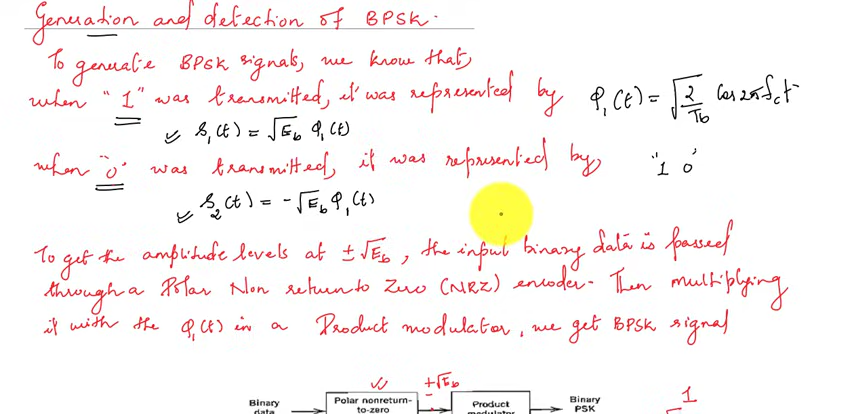 Generation and detection of BPSK.
To generate BPSK signals, we know that,
when "1" was transmitted, it was represented by φ₁(t) = √(2/Tb) cos2πfct
s₁(t) = √Eb φ₁(t)
when "0" was transmitted, it was represented by, "1 0"
s₂(t) = -√Eb φ₁(t)
To get the amplitude levels at ±√Eb, the input binary data is passed
through a Polar Non return to Zero (NRZ) encoder. Then multiplying
it with the φ₁(t) in a Product modulator, we get BPSK signal
±√Eb 1
Binary data Polar nonreturn-to-zero Product modulator Binary PSK